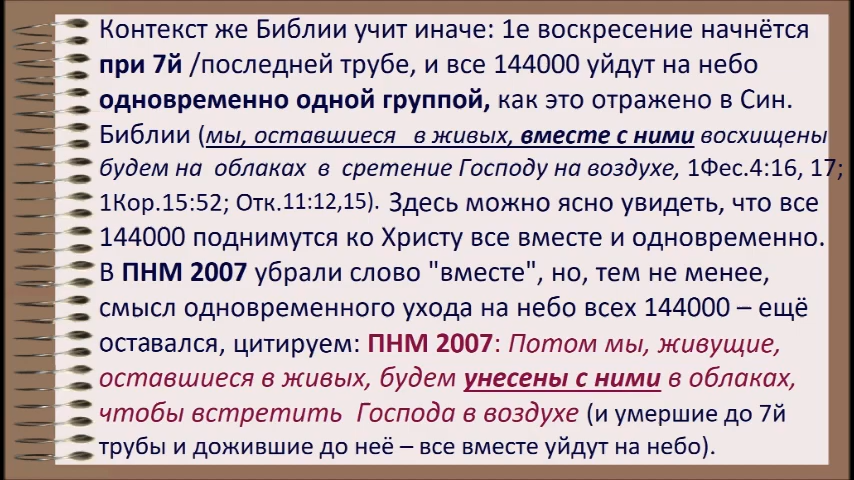 Контекст же Библии учит иначе: 1е воскресение начнётся
при 7й /последней трубе, и все 144000 уйдут на небо
одновременно одной группой, как это отражено в Син.
Библии (мы, оставшиеся в живых, вместе с ними восхищены
будем на облаках в сретение Господу на воздухе, 1Фес.4:16, 17;
1Кор.15:52; Отк.11:12,15). Здесь можно ясно увидеть, что все
144000 поднимутся ко Христу все вместе и одновременно.
В ПНМ 2007 убрали слово "вместе", но, тем не менее,
смысл одновременного ухода на небо всех 144000 – ещё
оставался, цитируем: ПНМ 2007: Потом мы, живущие,
оставшиеся в живых, будем унесены с ними в облаках,
чтобы встретить Господа в воздухе (и умершие до 7й
трубы и дожившие до неё – все вместе уйдут на небо).